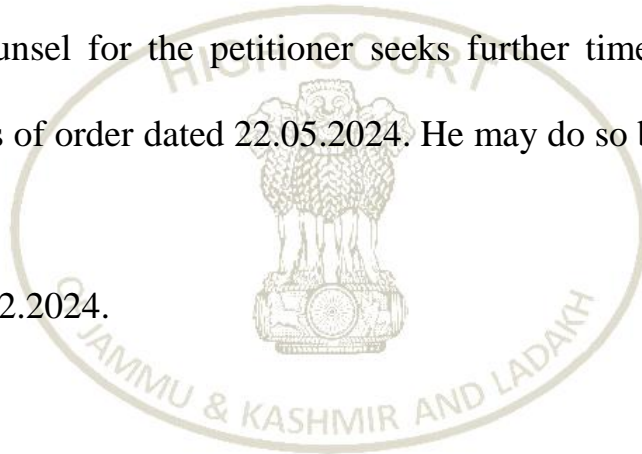 unsel for the petitioner seeks further time
HIGH COURT
s of order dated 22.05.2024. He may do so b
2.2024.
OF JAMMU & KASHMIR AND LADAKH